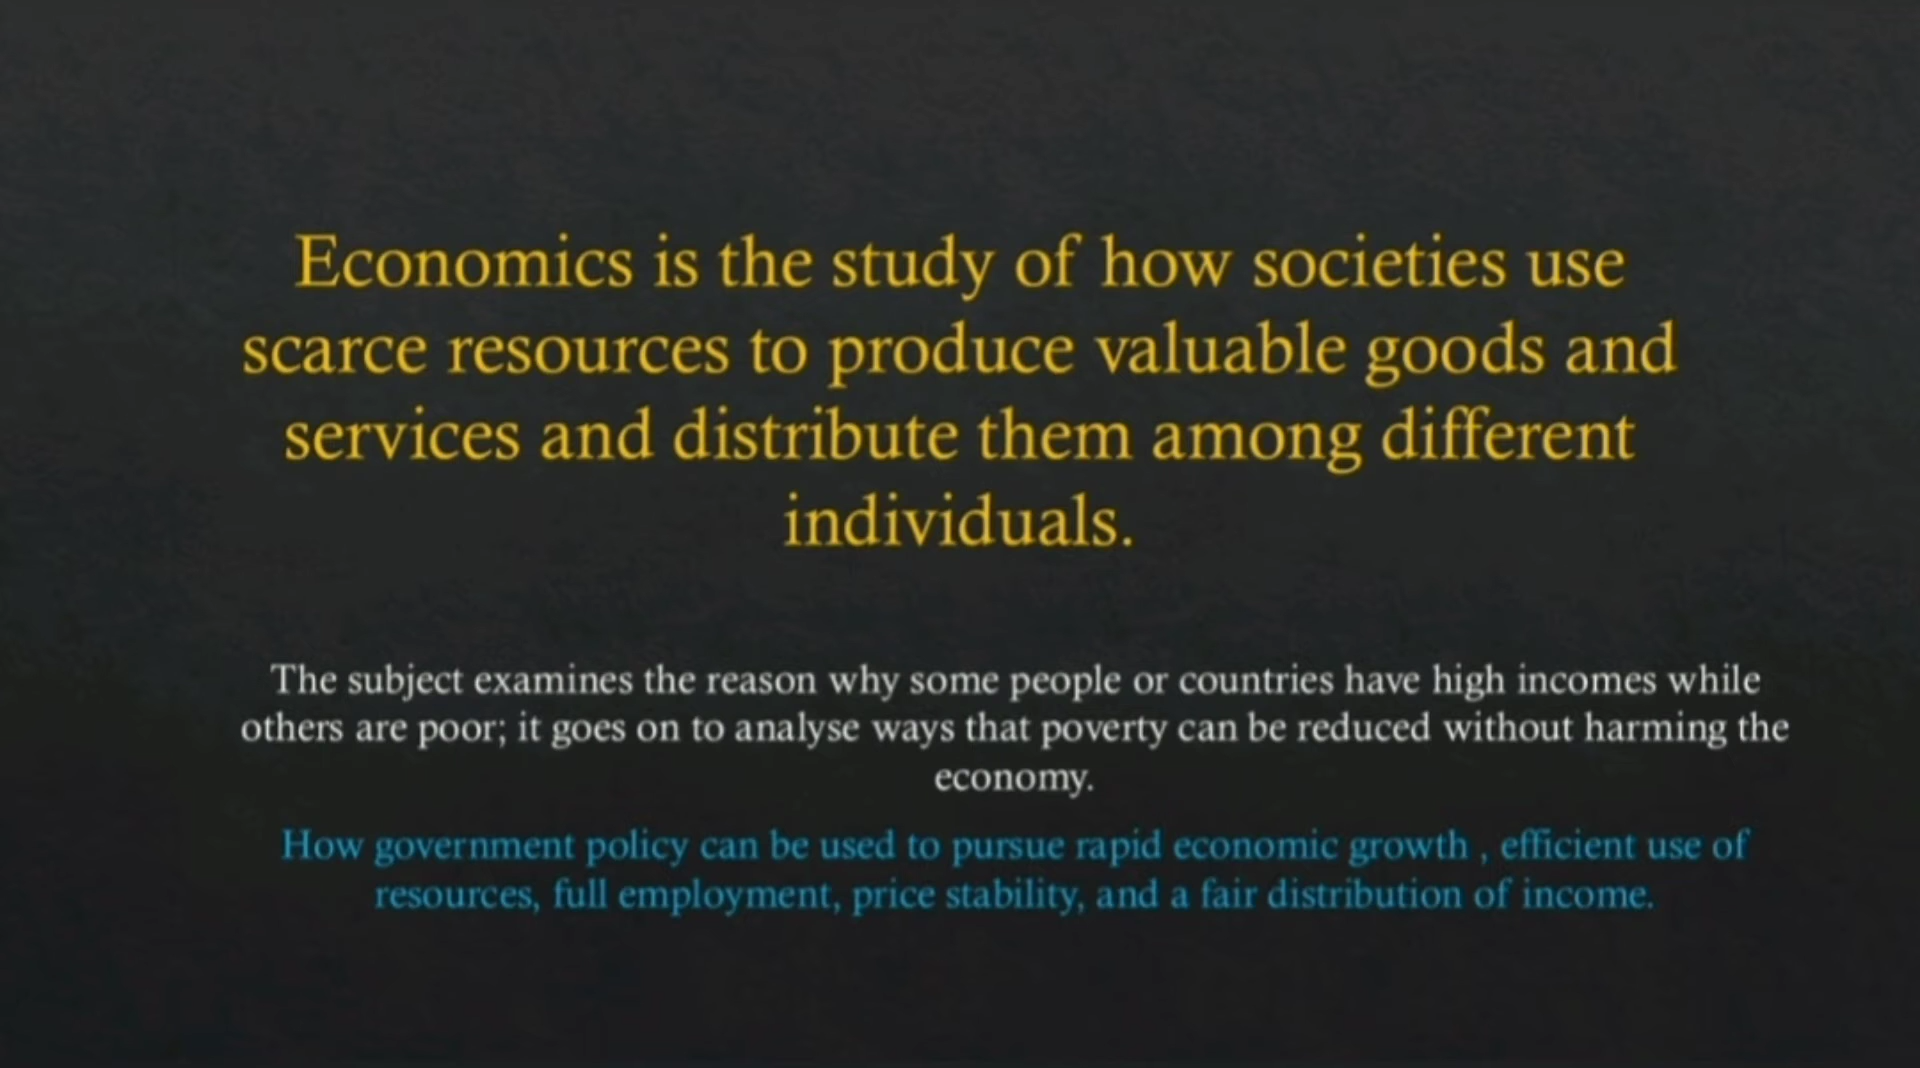 Economics is the study of how societies use
scarce resources to produce valuable goods and
services and distribute them among different
individuals.
The subject examines the reason why some people or countries have high incomes while
others are poor; it goes on to analyse ways that poverty can be reduced without harming the
economy.
How government policy can be used to pursue rapid economic growth , efficient use of
resources, full employment, price stability, and a fair distribution of income.